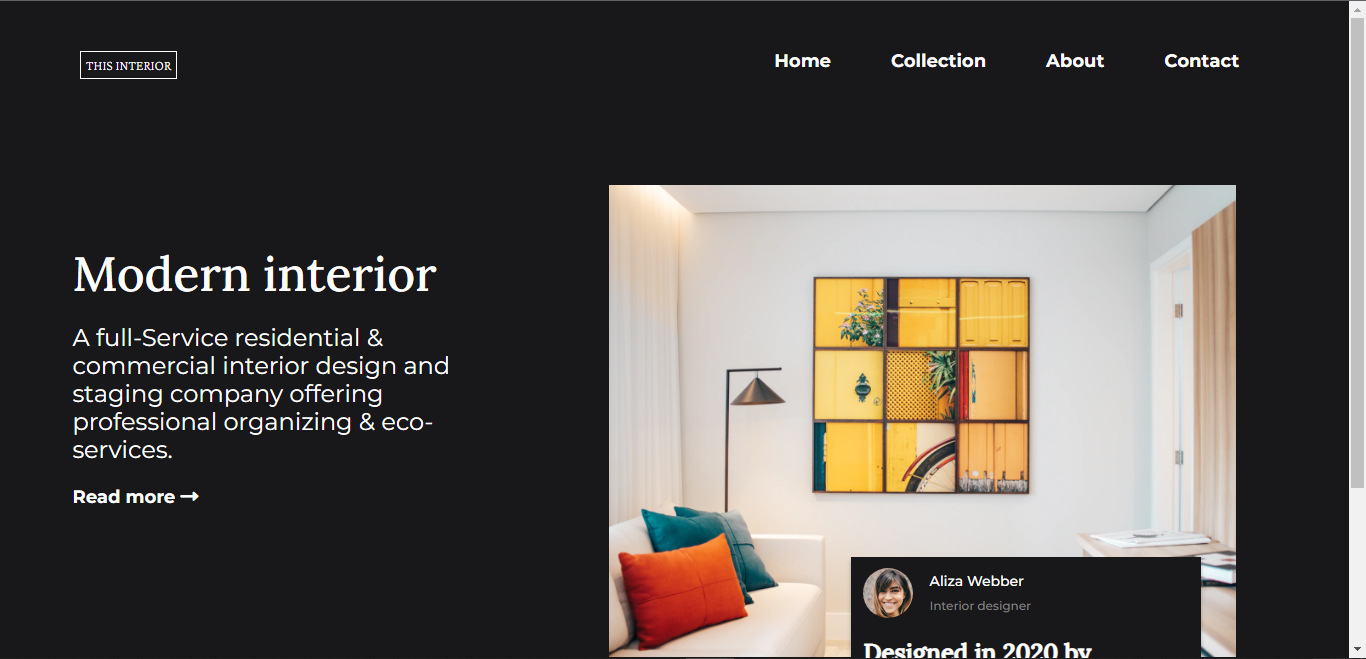 THIS INTERIOR
Home
Collection
About
Contact
Modern interior
A full-Service residential &
commercial interior design and
staging company offering
professional organizing & eco-
services.
Read more →
Aliza Webber
Interior designer
Designed in 2020 by